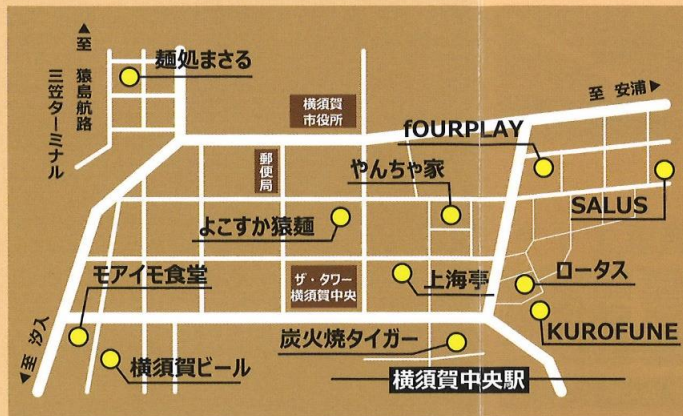 ▲至 猿島航路
三笠ターミナル
麺処まさる
横須賀
市役所
至 安浦▶
郵便局
fOURPLAY
やんちゃ家
SALUS
よこすか猿麺
モアイモ食堂
ザ・タワー
横須賀中央
上海亭
ロータス
KUROFUNE
◀至 汐入
横須賀ビール
炭火焼タイガー
横須賀中央駅